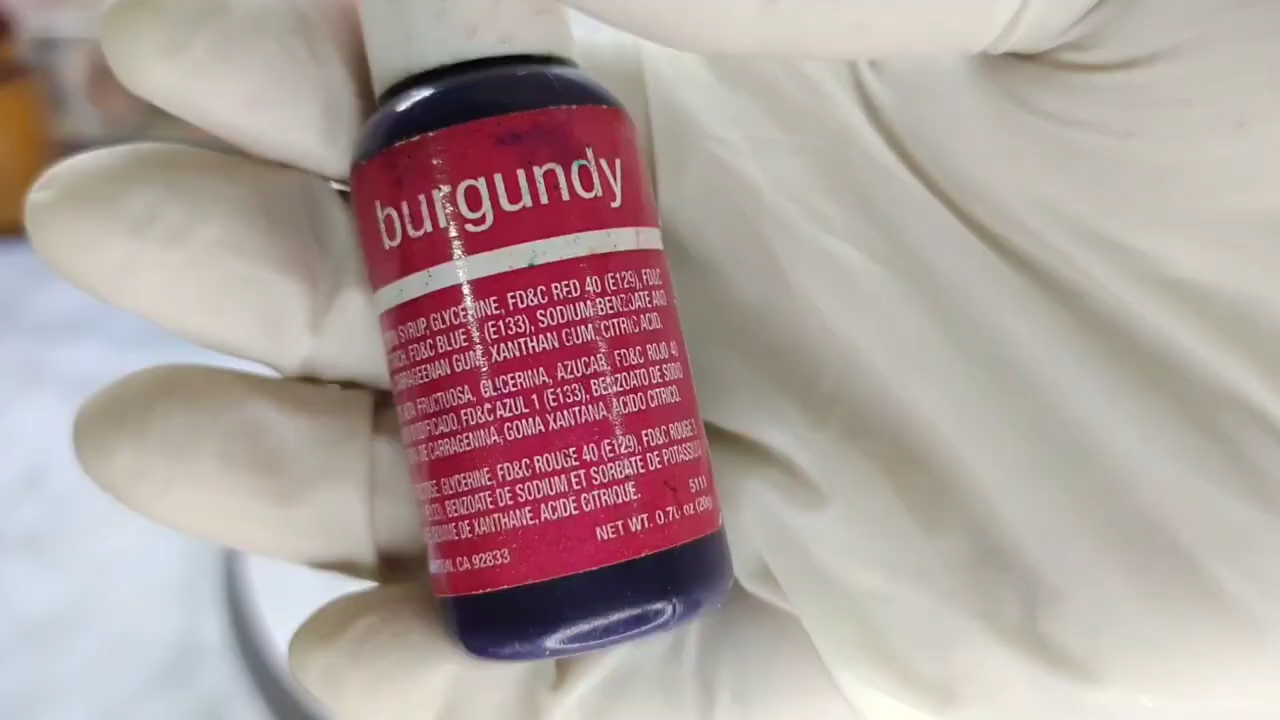 burgundy
SYRUP, GLYCERINE, FD&C RED 40 (E129), FD&C
FD&C BLUE 1 (E133), SODIUM BENZOATE AND
CARRAGEENAN GUM, XANTHAN GUM, CITRIC ACID.
ALTA FRUCTUOSA, GLICERINA, AZUCAR, FD&C ROJO 40
MODIFICADO, FD&C AZUL 1 (E133), BENZOATO DE SODIO
DE CARRAGENINA, GOMA XANTANA, ACIDO CITRICO.
GLYCERINE, FD&C ROUGE 40 (E129), FD&C ROUGE
BENZOATE DE SODIUM ET SORBATE DE POTASSIUM
GOMME DE XANTHANE, ACIDE CITRIQUE.
5111
NET WT. 0.70 oz (20g)
CA 92833